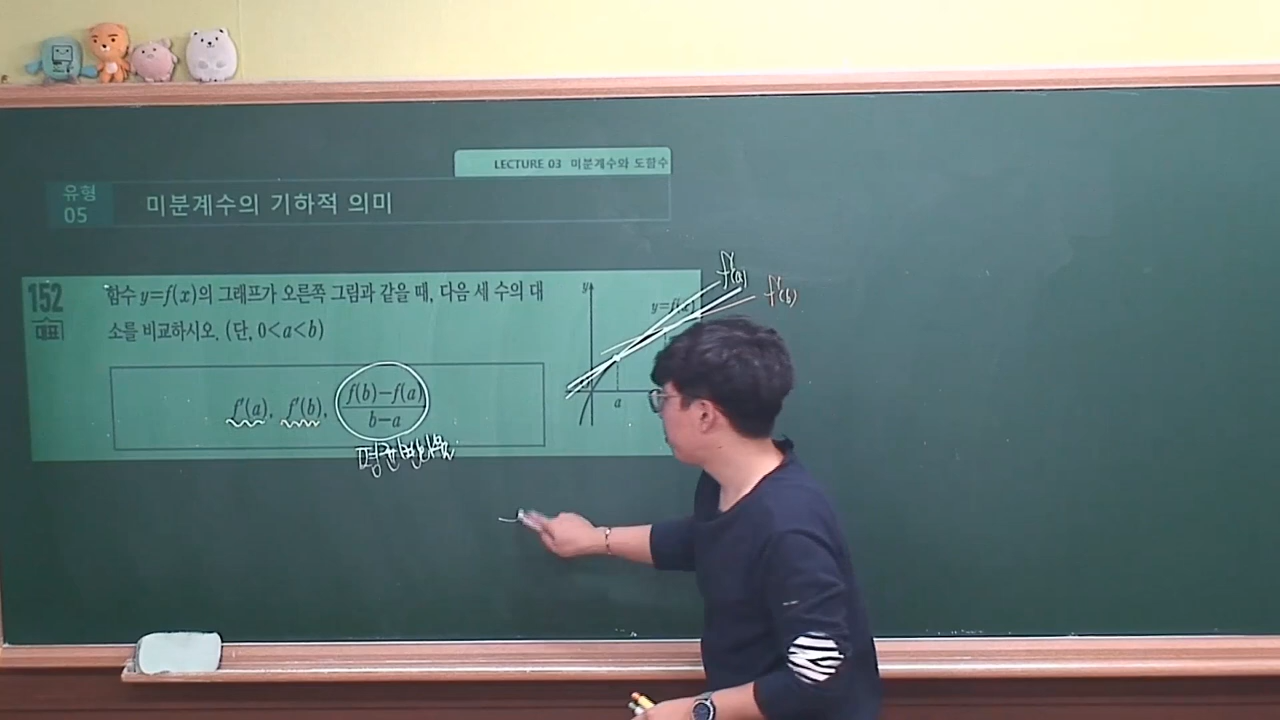 LECTURE 03 미분계수와 도함수
유형
05
미분계수의 기하적 의미
152
대표
함수 y=f(x)의 그래프가 오른쪽 그림과 같을 때, 다음 세 수의 대
소를 비교하시오. (단, 0<a<b)
f'(a), f'(b), f(b)-f(a)
b-a
평균변화율
f'(a)
f'(b)
y
y=f(x)
a